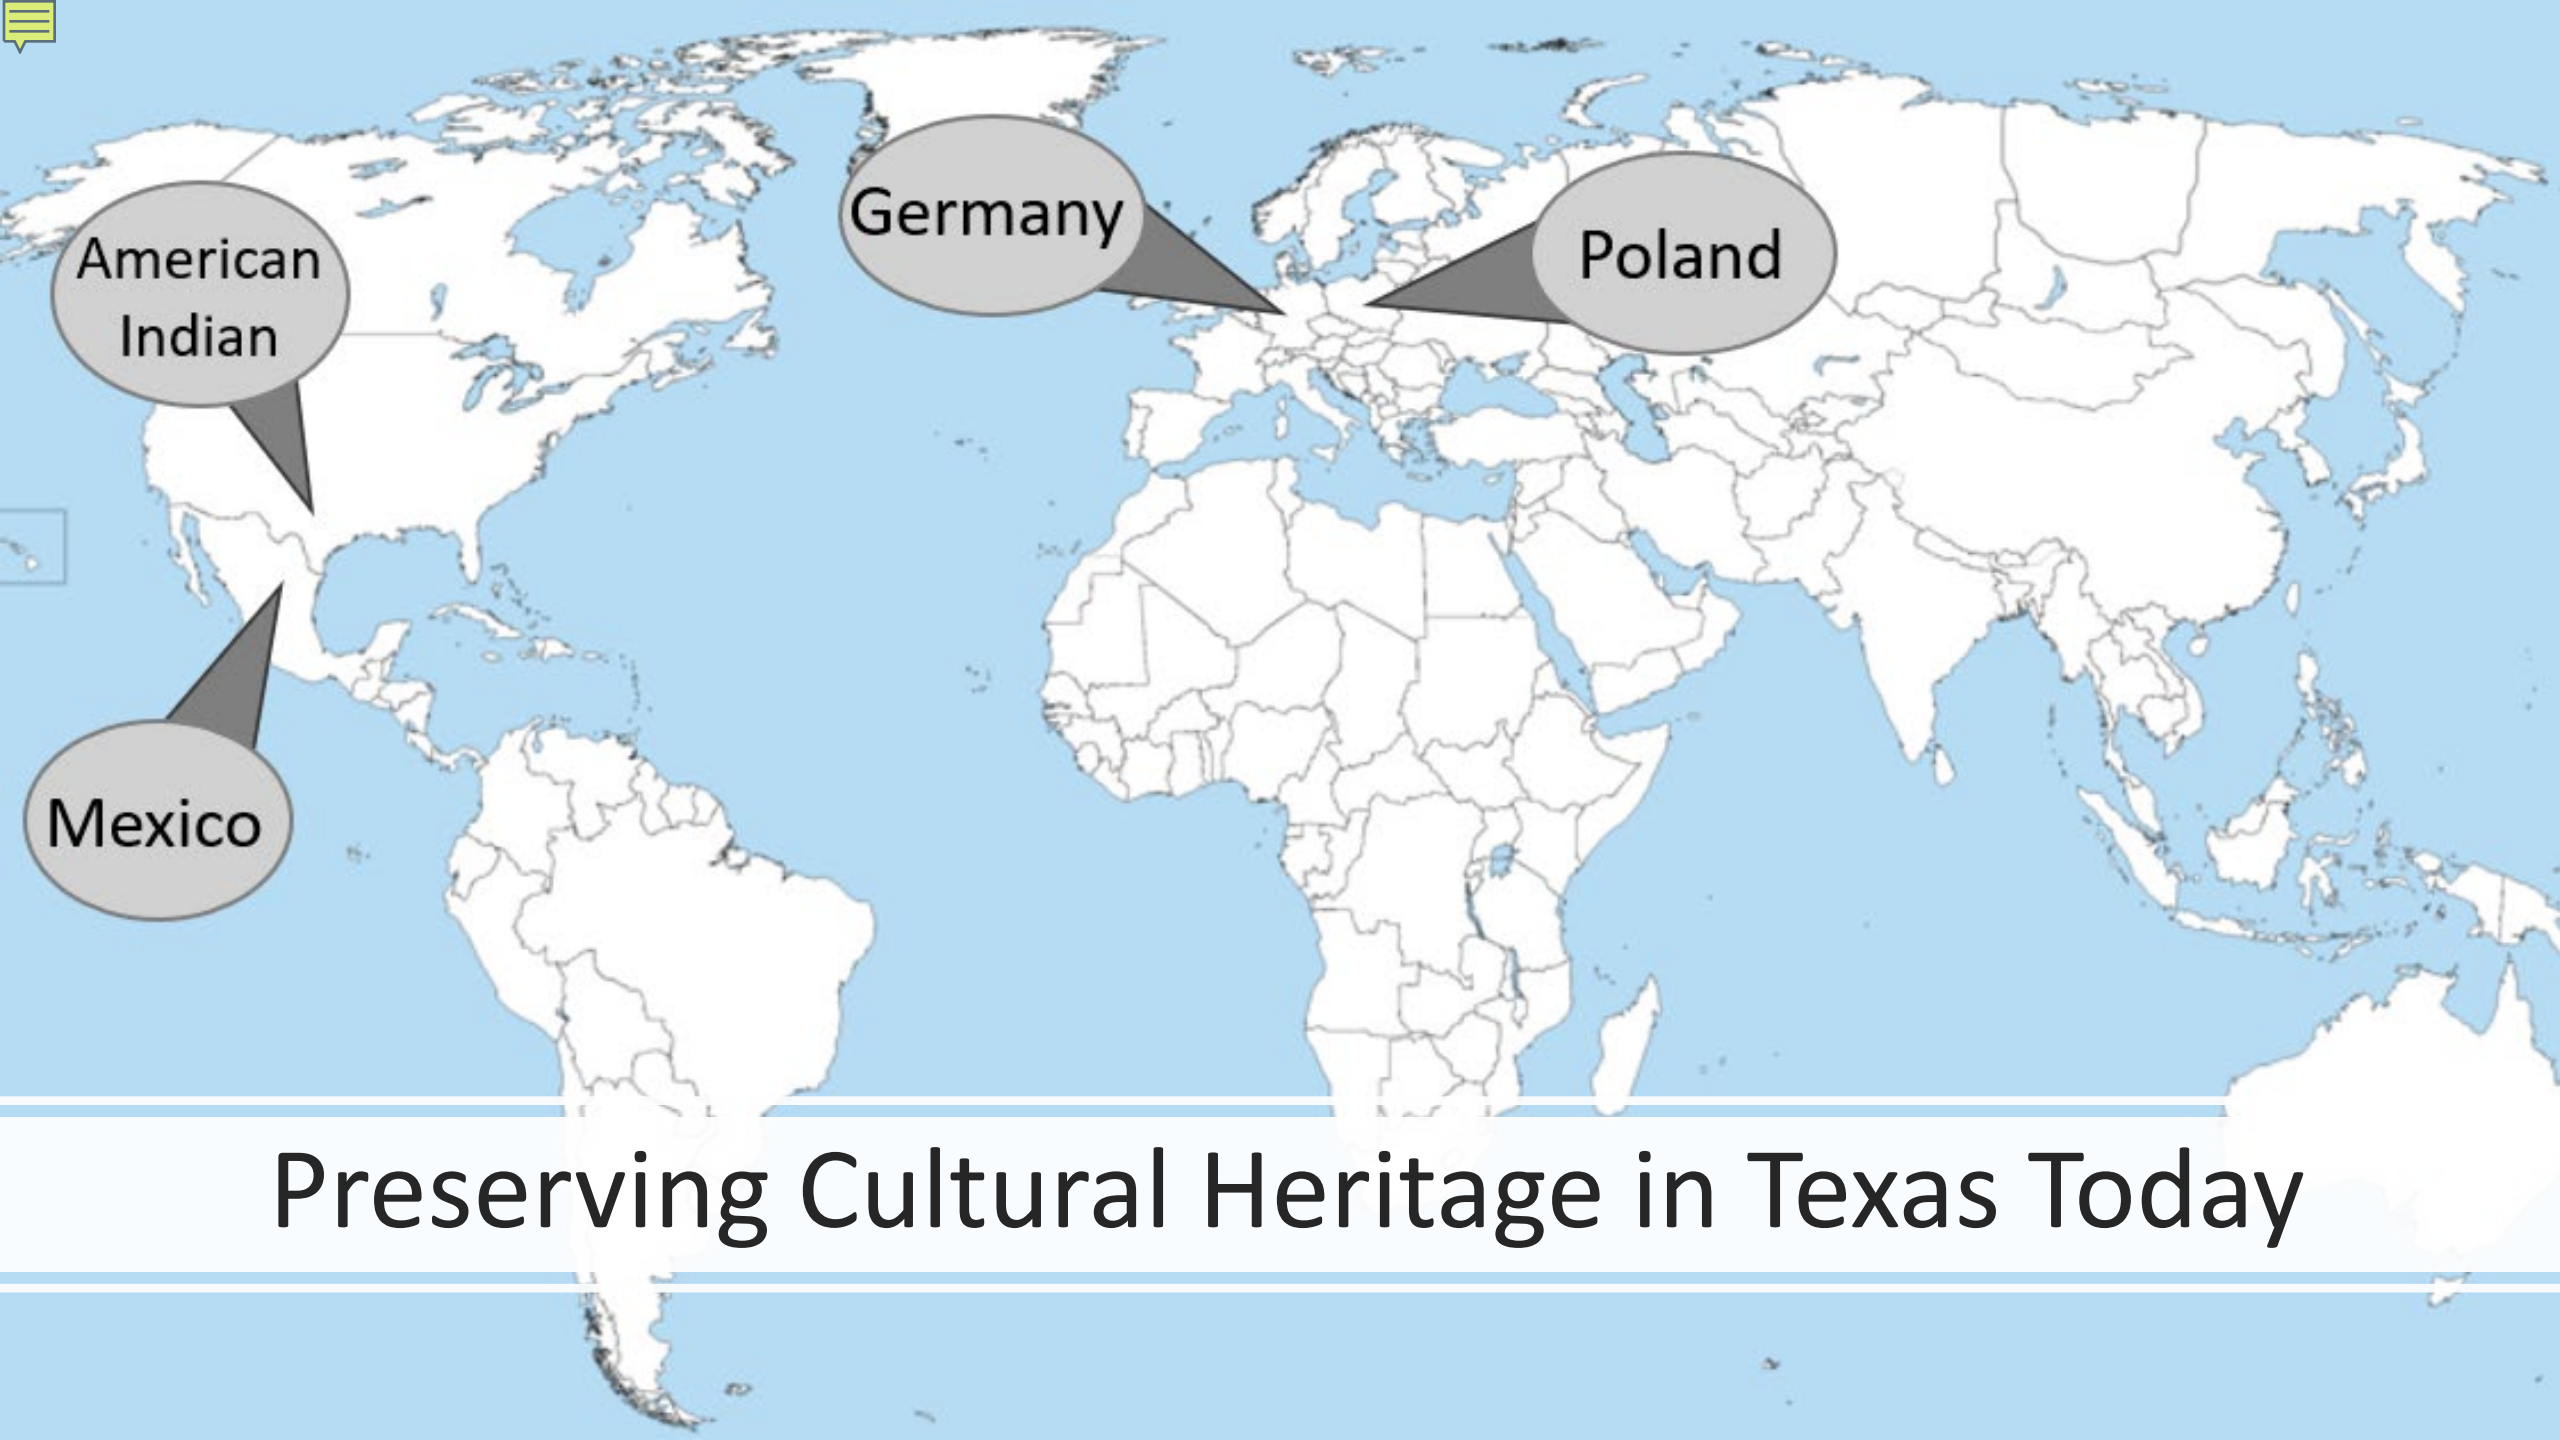 American
Indian
Germany
Poland
Mexico
Preserving Cultural Heritage in Texas Today